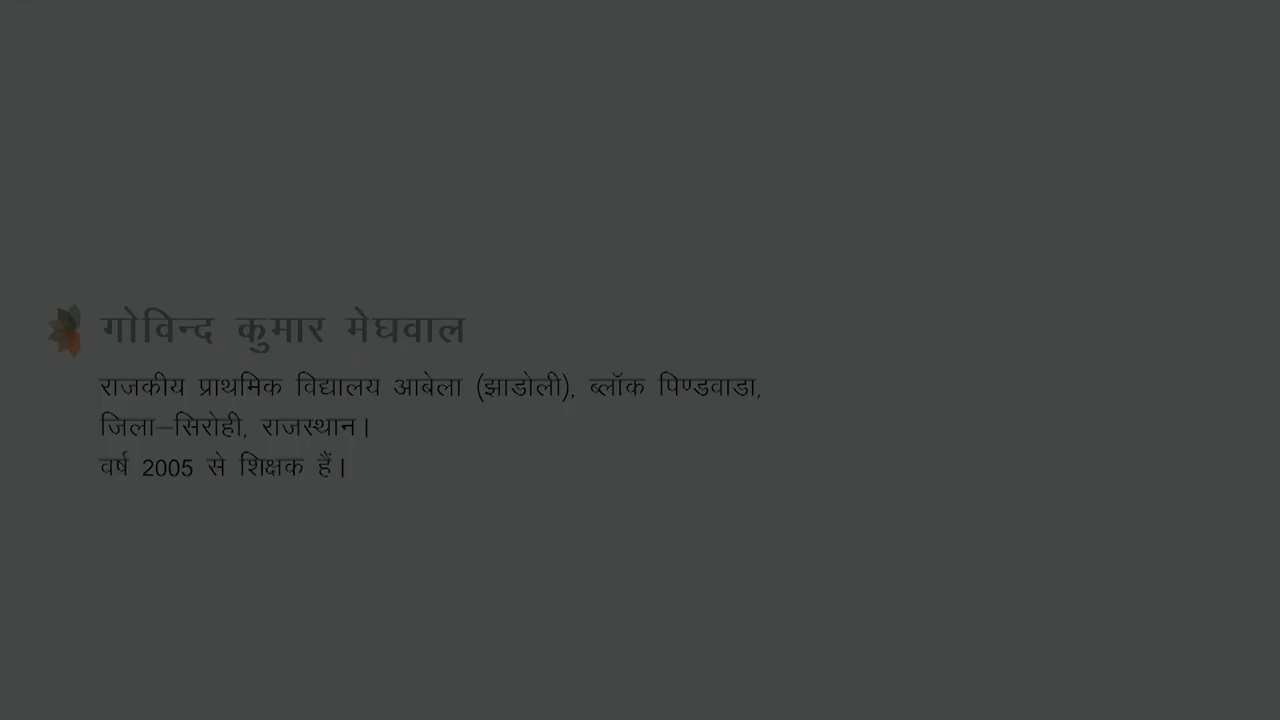 गोविन्द कुमार मेघवाल
राजकीय प्राथमिक विद्यालय आबेला (झाडोली), ब्लॉक पिण्डवाडा,
जिला–सिरोही, राजस्थान।
वर्ष 2005 से शिक्षक हैं।